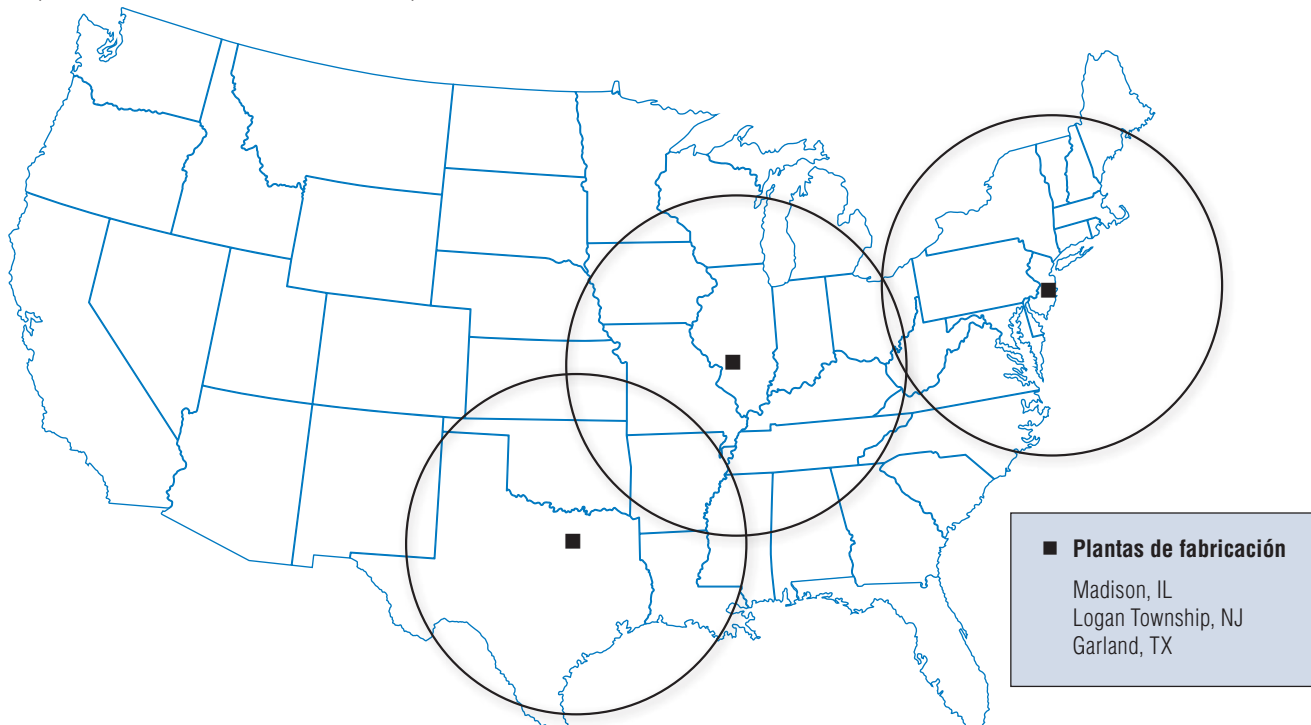 Plantas de fabricación
Madison, IL
Logan Township, NJ
Garland, TX